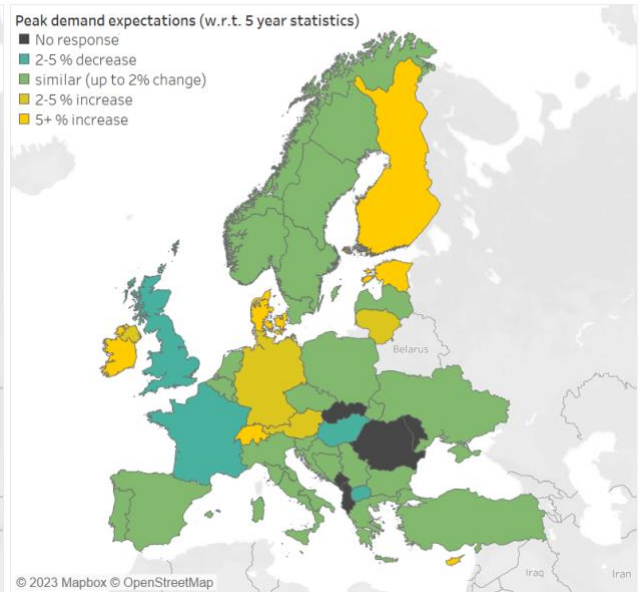 Peak demand expectations (w.r.t. 5 year statistics)
No response
2-5 % decrease
similar (up to 2% change)
2-5 % increase
5+ % increase
Belarus
Iraq
Iran
© 2023 Mapbox © OpenStreetMap